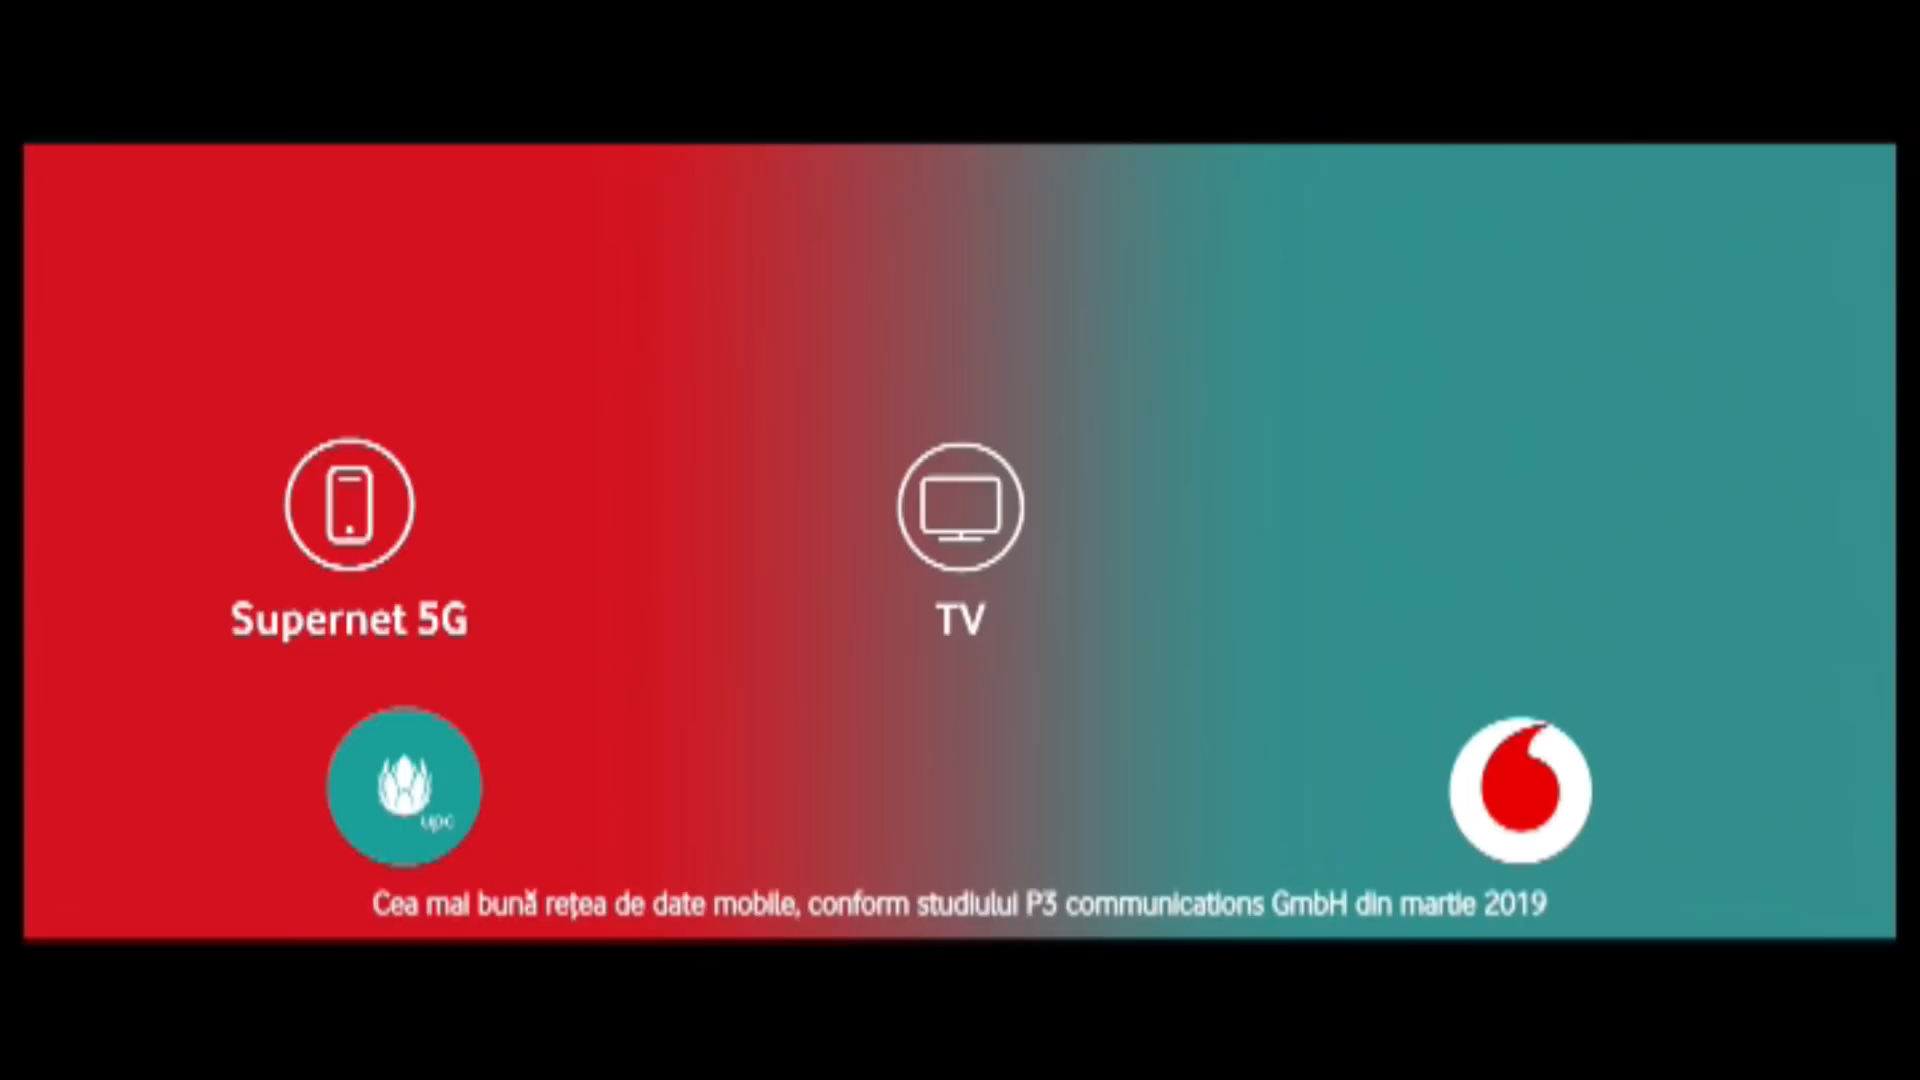 Supernet 5G
TV
upc
Cea mai bună rețea de date mobile, conform studiului P3 communications GmbH din martie 2019